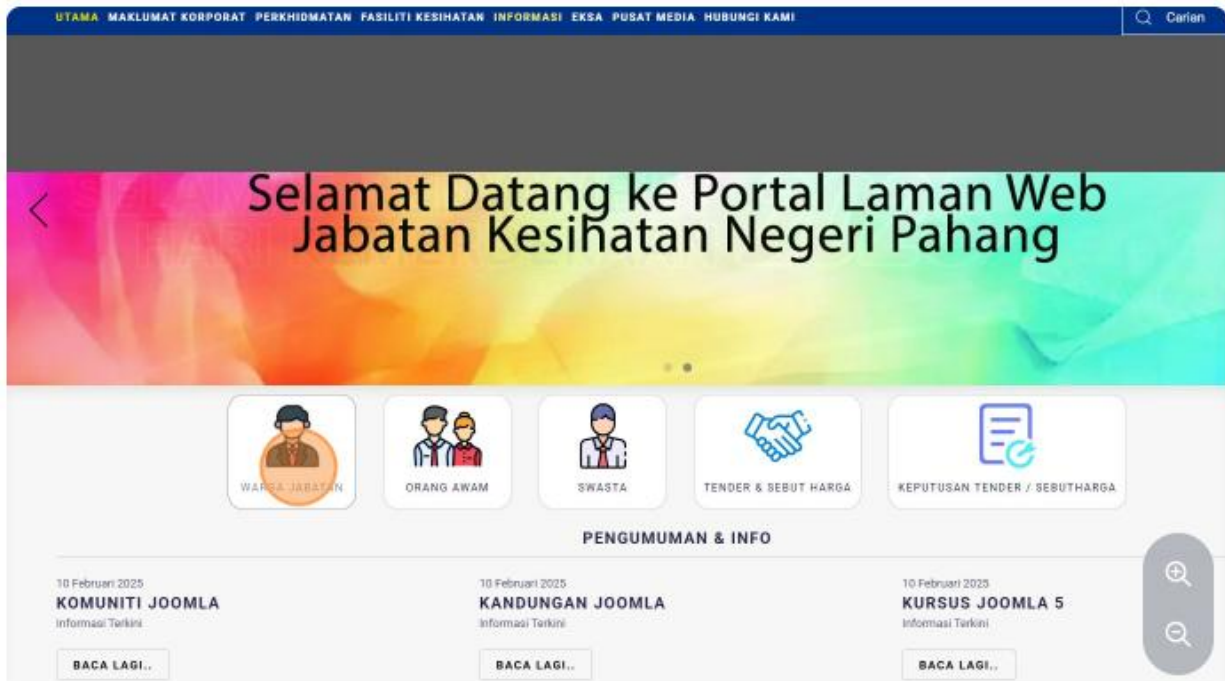 UTAMA MAKLUMAT KORPORAT PERKHIDMATAN FASILITI KESIHATAN INFORMASI EKSA PUSAT MEDIA HUBUNGI KAMI
Carian
Selamat Datang ke Portal Laman Web
Jabatan Kesihatan Negeri Pahang
WARGA JABATAN
ORANG AWAM
SWASTA
TENDER & SEBUT HARGA
KEPUTUSAN TENDER / SEBUTHARGA
PENGUMUMAN & INFO
10 Februari 2025
KOMUNITI JOOMLA
Informasi Terkini
BACA LAGI..
10 Februari 2025
KANDUNGAN JOOMLA
Informasi Terkini
BACA LAGI..
10 Februari 2025
KURSUS JOOMLA 5
Informasi Terkini
BACA LAGI..